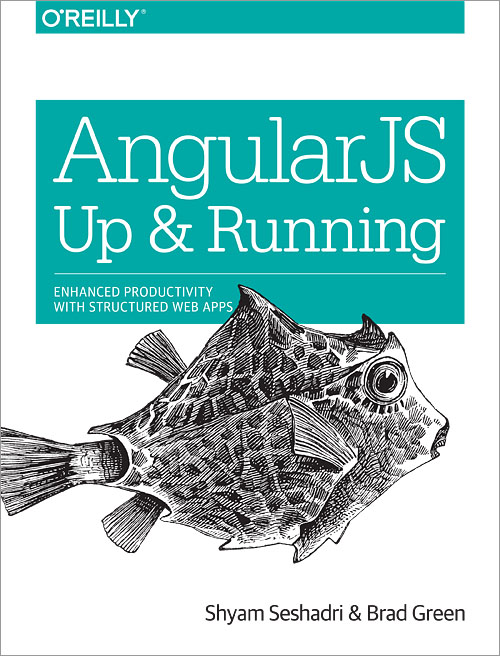 O'REILLY®
AngularJS
Up & Running
ENHANCED PRODUCTIVITY
WITH STRUCTURED WEB APPS
Shyam Seshadri & Brad Green